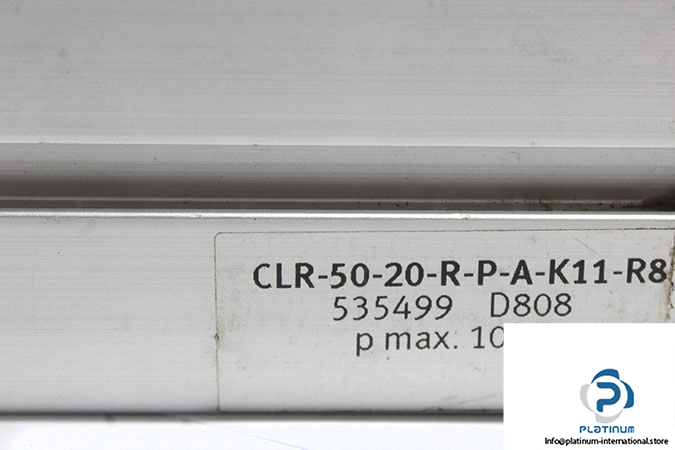 CLR-50-20-R-P-A-K11-R8
535499 D808
p max. 10
PLATINUM
Info@platinum-international.store